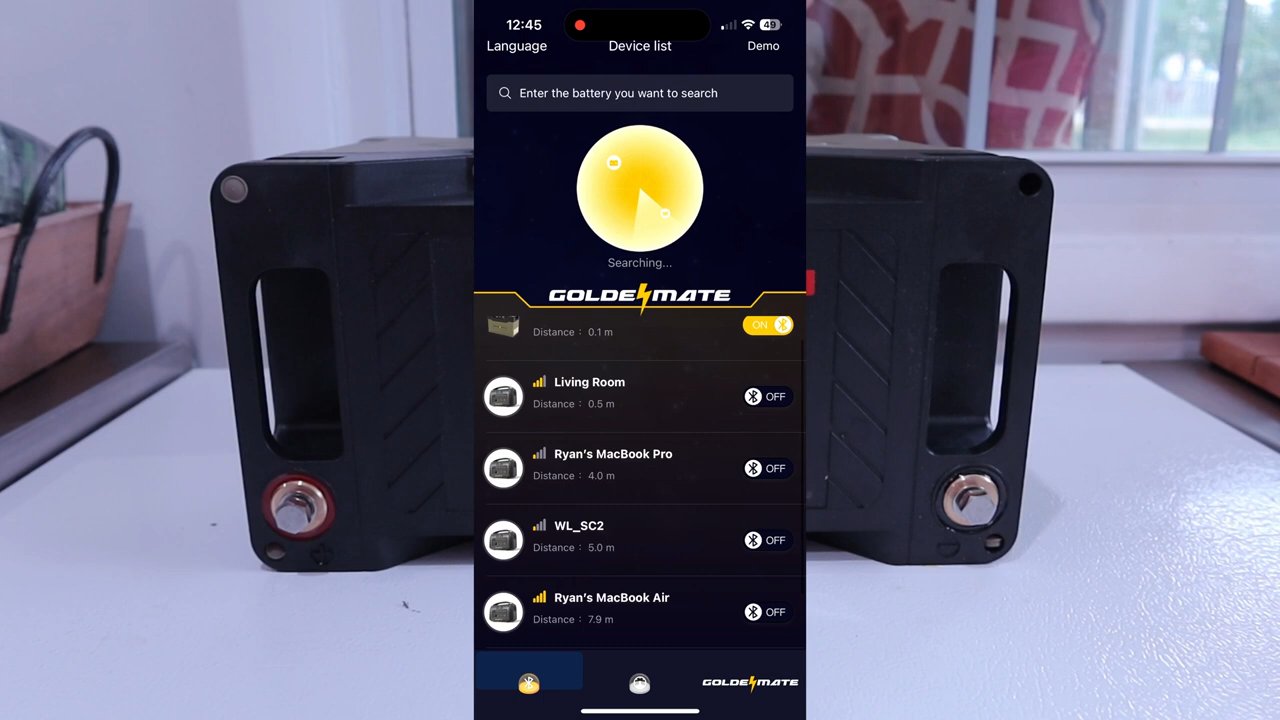 12:45
49
Language Device list Demo
Enter the battery you want to search
Searching...
GOLDENMATE
Distance : 0.1 m
ON
Living Room
Distance : 0.5 m
OFF
Ryan's MacBook Pro
Distance : 4.0 m
OFF
WL_SC2
Distance : 5.0 m
OFF
Ryan's MacBook Air
Distance : 7.9 m
OFF
GOLDENMATE